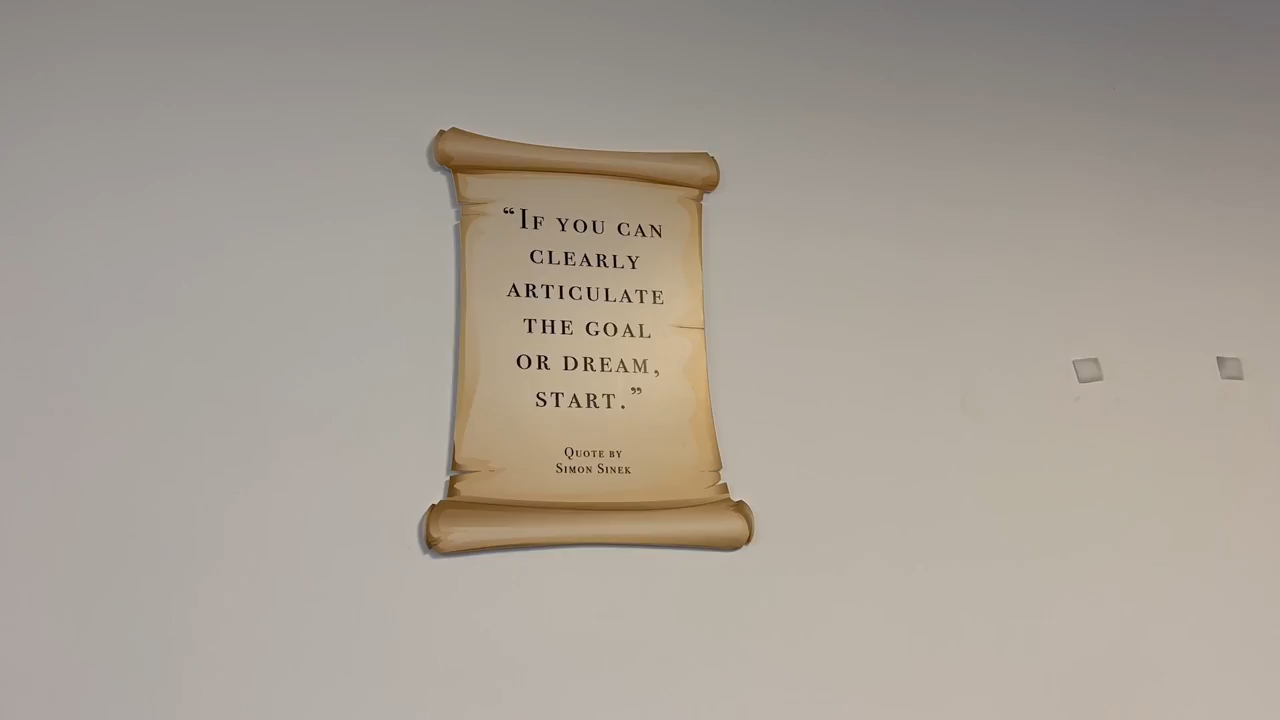 “If you can
clearly
articulate
the goal
or dream,
start.”
Quote by
Simon Sinek